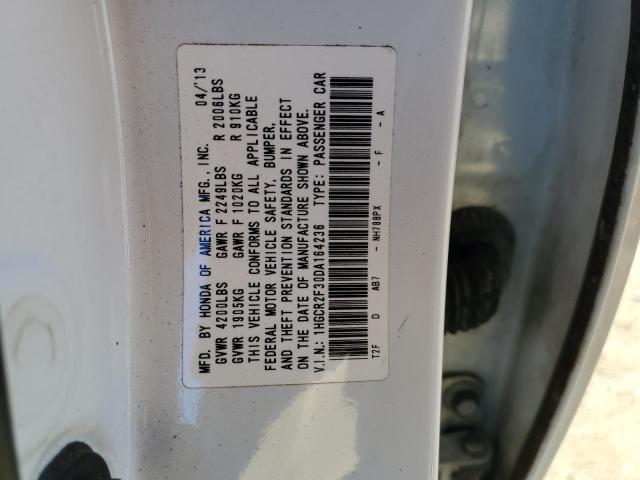 MFD. BY HONDA OF AMERICA MFG., INC. 04/'13
GVWR 4200LBS GAWR F 2249LBS R 2006LBS
GVWR 1905KG GAWR F 1020KG R 910KG
THIS VEHICLE CONFORMS TO ALL APPLICABLE
FEDERAL MOTOR VEHICLE SAFETY, BUMPER,
AND THEFT PREVENTION STANDARDS IN EFFECT
ON THE DATE OF MANUFACTURE SHOWN ABOVE.
V.I.N.: 1HGCR2F30DA164236 TYPE: PASSENGER CAR
T2F D AB7 - NH788PX - F - A